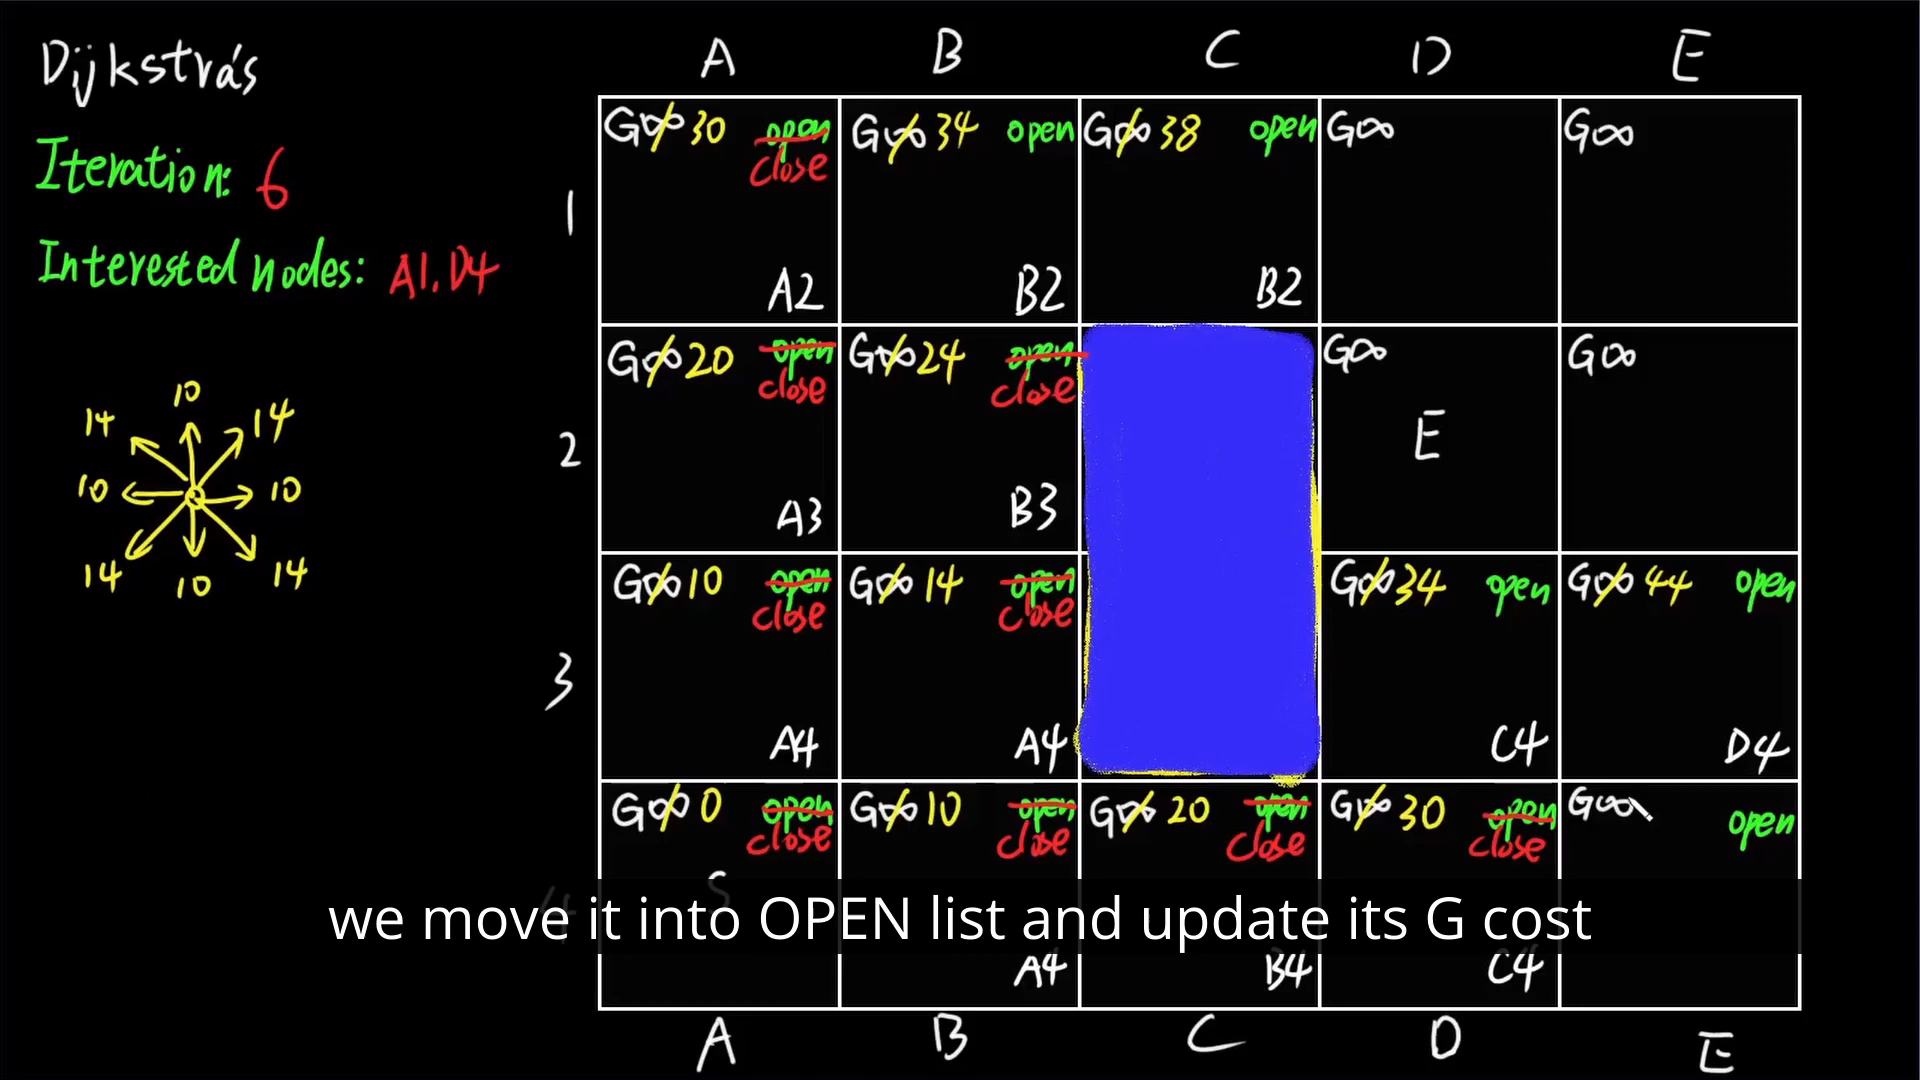 Dijkstra's
Iteration: 6
Interested nodes: A1, D4
14 10 14
10 10
14 10 14
A B C D E
1
G∞ 30 open close A2
G∞ 34 open B2
G∞ 38 open B2
G∞
G∞
2
G∞ 20 open close A3
G∞ 24 open close B3
G∞ E
G∞
3
G∞ 10 open close A4
G∞ 14 open close A4
G∞ 34 open C4
G∞ 44 open D4
4
G∞ 0 open close S
G∞ 10 open close A4
G∞ 20 open close B4
G∞ 30 open close C4
G∞ open
we move it into OPEN list and update its G cost
A B C D E